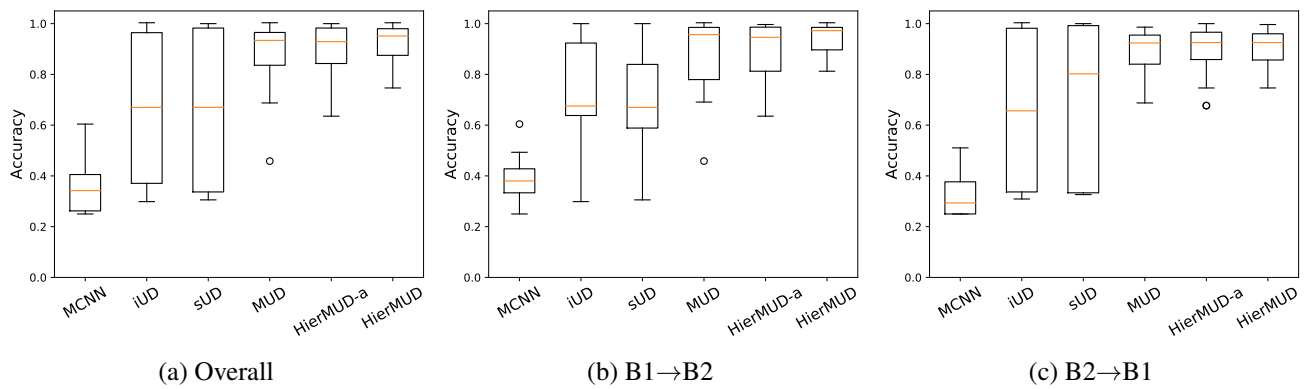 1.0
0.8
0.6
0.4
0.2
0.0
Accuracy
MCNN
iUD
sUD
MUD
HierMUD-a
HierMUD
(a) Overall
1.0
0.8
0.6
0.4
0.2
0.0
Accuracy
MCNN
iUD
sUD
MUD
HierMUD-a
HierMUD
(b) B1→B2
1.0
0.8
0.6
0.4
0.2
0.0
Accuracy
MCNN
iUD
sUD
MUD
HierMUD-a
HierMUD
(c) B2→B1